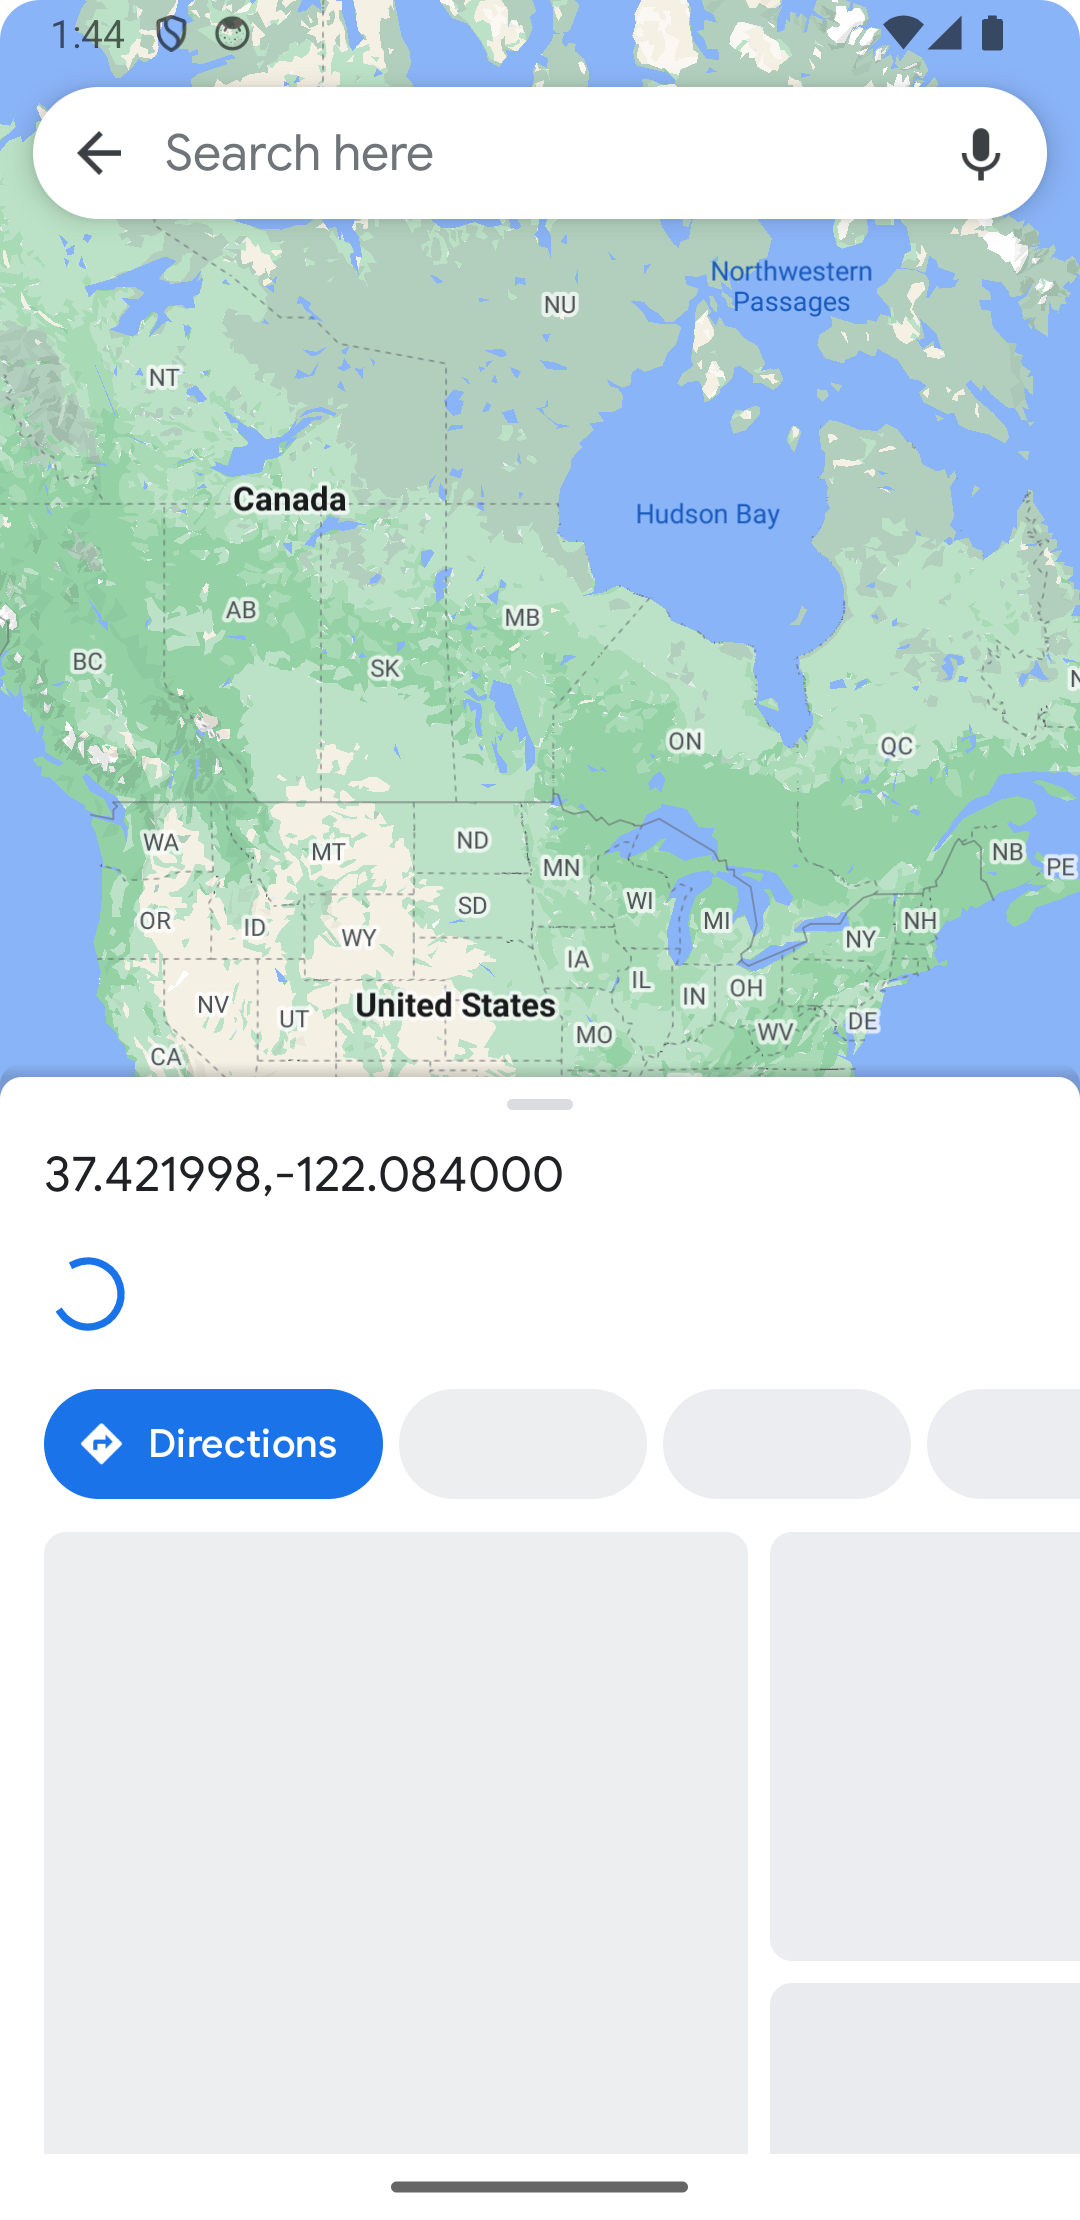 1:44
Search here
Northwestern
Passages
NU
NT
Canada
Hudson Bay
AB
MB
BC
SK
ON
QC
WA
MT
ND
MN
NB
PE
OR
ID
WY
SD
WI
MI
NY
NH
IA
IL
IN
OH
NV
UT
United States
MO
WV
DE
CA
37.421998,-122.084000
Directions